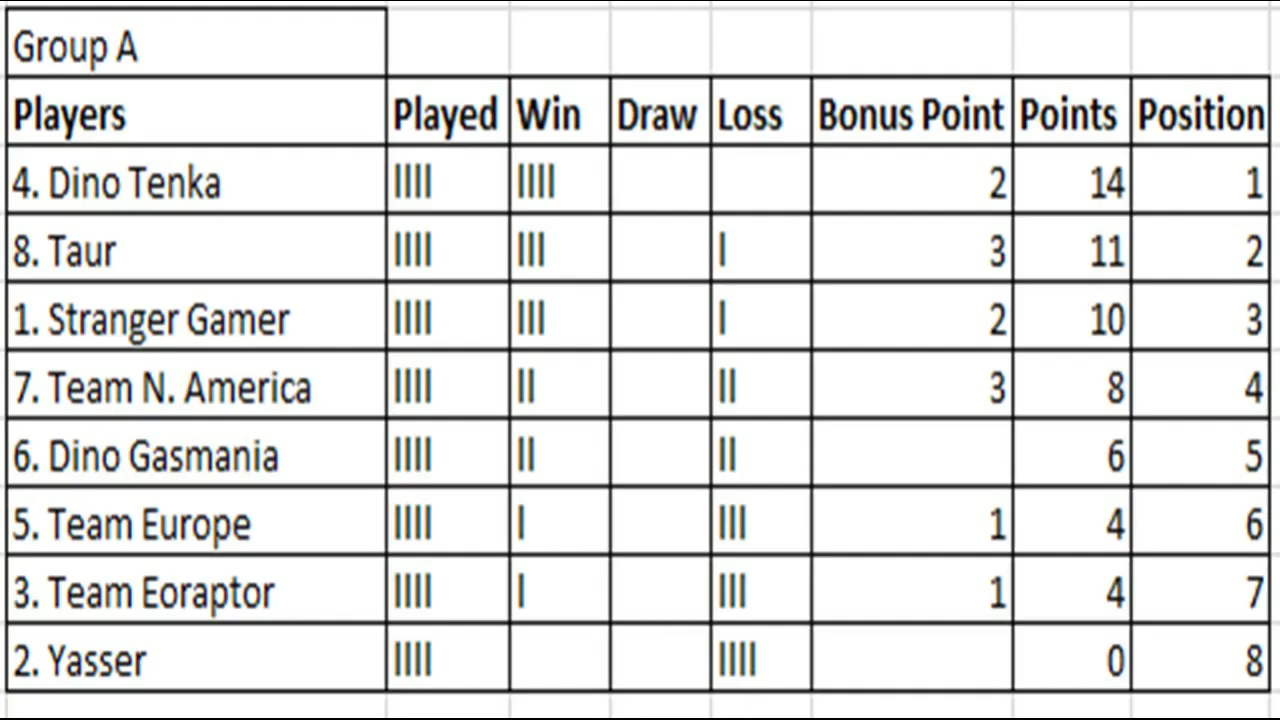 Group A
Players Played Win Draw Loss Bonus Point Points Position
4. Dino Tenka IIII IIII 2 14 1
8. Taur IIII III I 3 11 2
1. Stranger Gamer IIII III I 2 10 3
7. Team N. America IIII II II 3 8 4
6. Dino Gasmania IIII II II 6 5
5. Team Europe IIII I III 1 4 6
3. Team Eoraptor IIII I III 1 4 7
2. Yasser IIII IIII 0 8